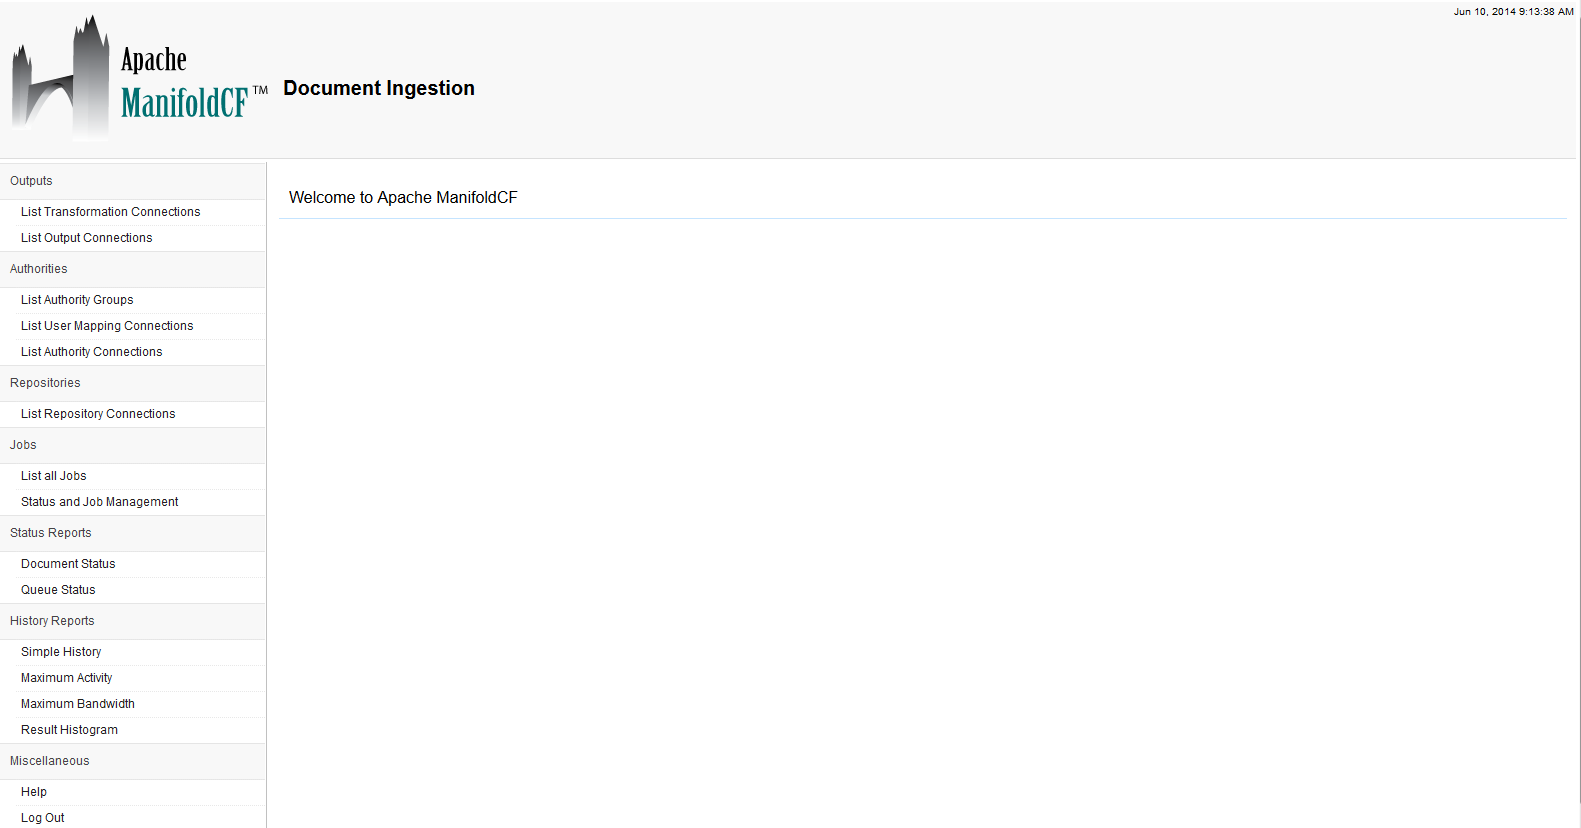 Jun 10, 2014 9:13:38 AM
Apache
ManifoldCF™ Document Ingestion
Outputs
List Transformation Connections
List Output Connections
Authorities
List Authority Groups
List User Mapping Connections
List Authority Connections
Repositories
List Repository Connections
Jobs
List all Jobs
Status and Job Management
Status Reports
Document Status
Queue Status
History Reports
Simple History
Maximum Activity
Maximum Bandwidth
Result Histogram
Miscellaneous
Help
Log Out
Welcome to Apache ManifoldCF